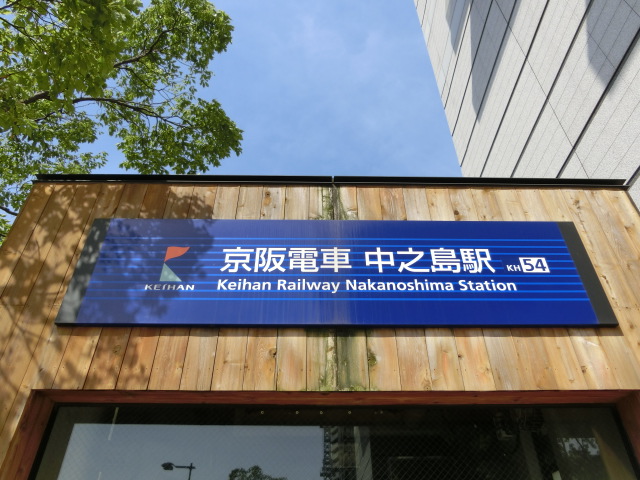 京阪電車 中之島駅 KH 54
KEIHAN
Keihan Railway Nakanoshima Station